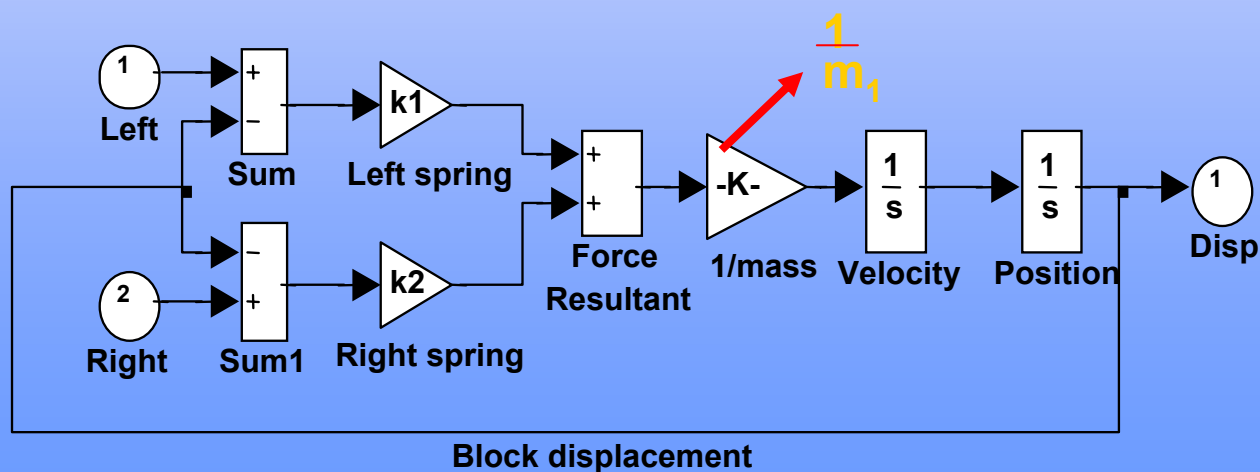 1
m1
1
Left
+
−
Sum
k1
Left spring
−
+
Sum1
2
Right
k2
Right spring
+
+
Force
Resultant
-K-
1/mass
1
s
Velocity
1
s
Position
1
Disp
Block displacement